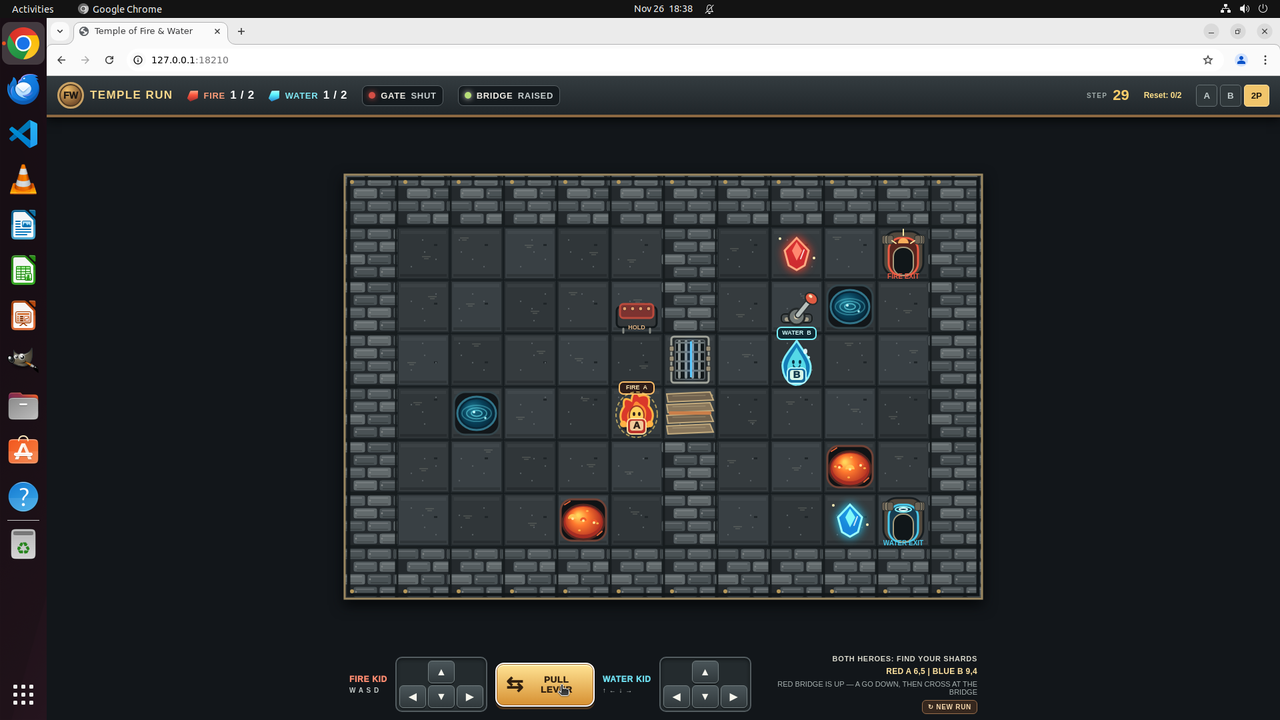 Activities
Google Chrome
Nov 26 18:38
Temple of Fire & Water
127.0.0.1:18210
FW
TEMPLE RUN
FIRE 1 / 2
WATER 1 / 2
GATE SHUT
BRIDGE RAISED
STEP 29
Reset: 0/2
A
B
2P
FIRE EXIT
HOLD
WATER B
B
FIRE A
A
WATER EXIT
FIRE KID
W A S D
PULL LEVER
WATER KID
↑ ← ↓ →
BOTH HEROES: FIND YOUR SHARDS
RED A 6,5 | BLUE B 9,4
RED BRIDGE IS UP — A GO DOWN, THEN CROSS AT THE
BRIDGE
↻ NEW RUN